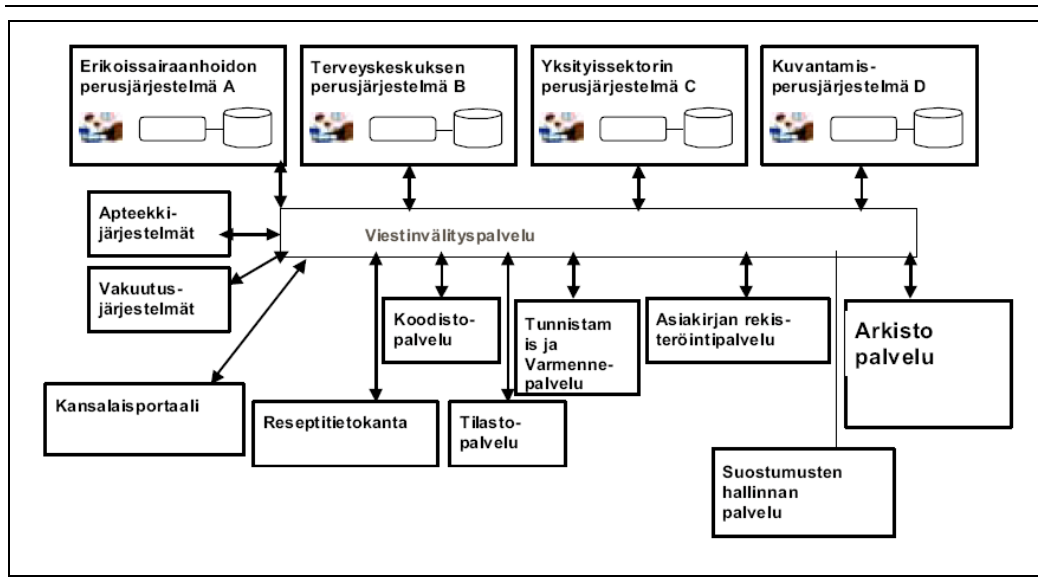 Erikoissairaanhoidon
perusjärjestelmä A
Terveyskeskuksen
perusjärjestelmä B
Yksityissektorin
perusjärjestelmä C
Kuvantamis-
perusjärjestelmä D
Apteekki-
järjestelmät
Viestinvälityspalvelu
Vakuutus-
järjestelmät
Koodisto-
palvelu
Tunnistam
is ja
Varmenne-
palvelu
Asiakirjan rekis-
teröintipalvelu
Arkisto
palvelu
Kansalaisportaali
Reseptitietokanta
Tilasto-
palvelu
Suostumusten
hallinnan
palvelu